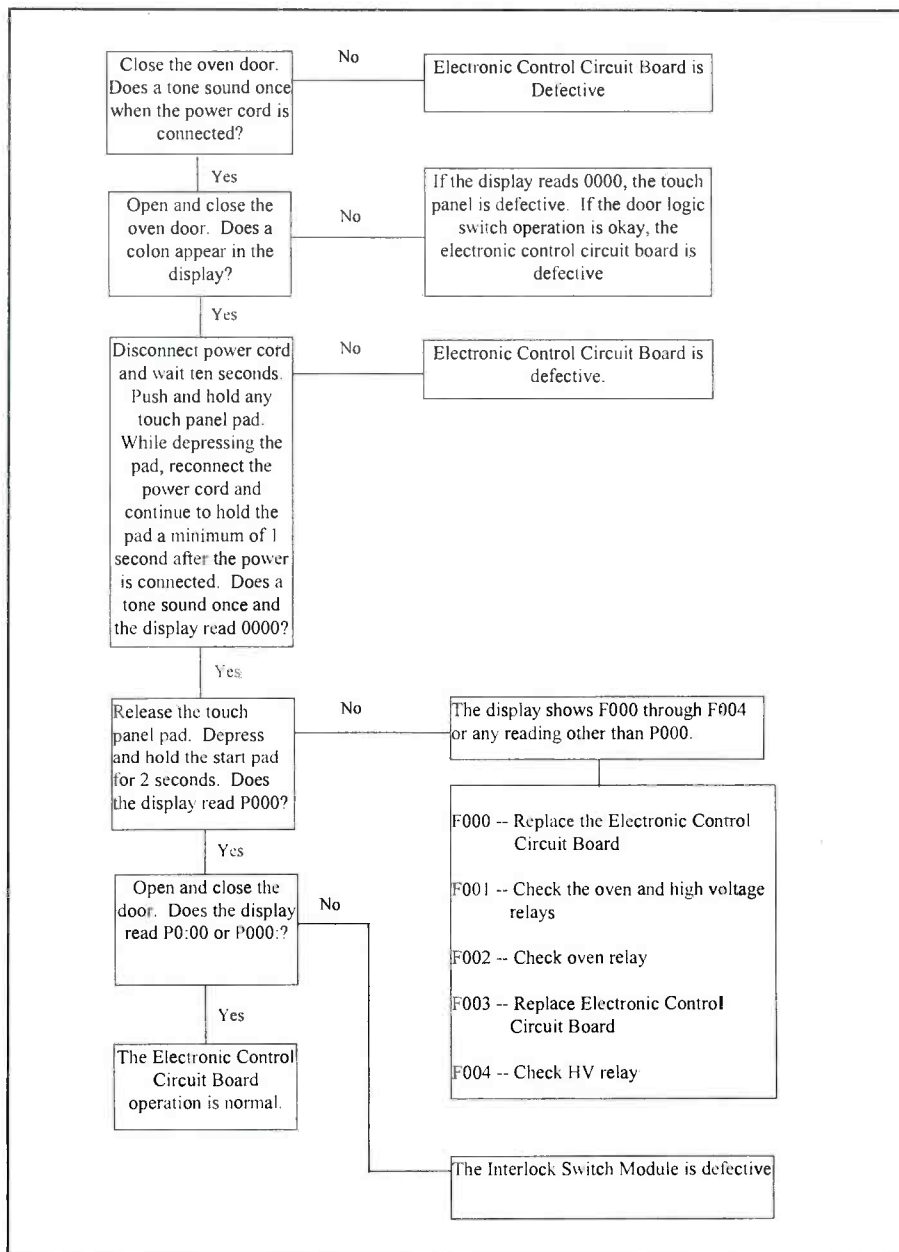 Close the oven door.
Does a tone sound once
when the power cord is
connected?
No
Electronic Control Circuit Board is
Defective
Yes
Open and close the
oven door. Does a
colon appear in the
display?
No
If the display reads 0000, the touch
panel is defective. If the door logic
switch operation is okay, the
electronic control circuit board is
defective
Yes
Disconnect power cord
and wait ten seconds.
Push and hold any
touch panel pad.
While depressing the
pad, reconnect the
power cord and
continue to hold the
pad a minimum of 1
second after the power
is connected. Does a
tone sound once and
the display read 0000?
No
Electronic Control Circuit Board is
defective.
Yes
Release the touch
panel pad. Depress
and hold the start pad
for 2 seconds. Does
the display read P000?
No
The display shows F000 through F004
or any reading other than P000.
F000 -- Replace the Electronic Control
Circuit Board
F001 -- Check the oven and high voltage
relays
F002 -- Check oven relay
F003 -- Replace Electronic Control
Circuit Board
F004 -- Check HV relay
Yes
Open and close the
door. Does the display
read P0:00 or P000:?
No
Yes
The Electronic Control
Circuit Board
operation is normal.
The Interlock Switch Module is defective